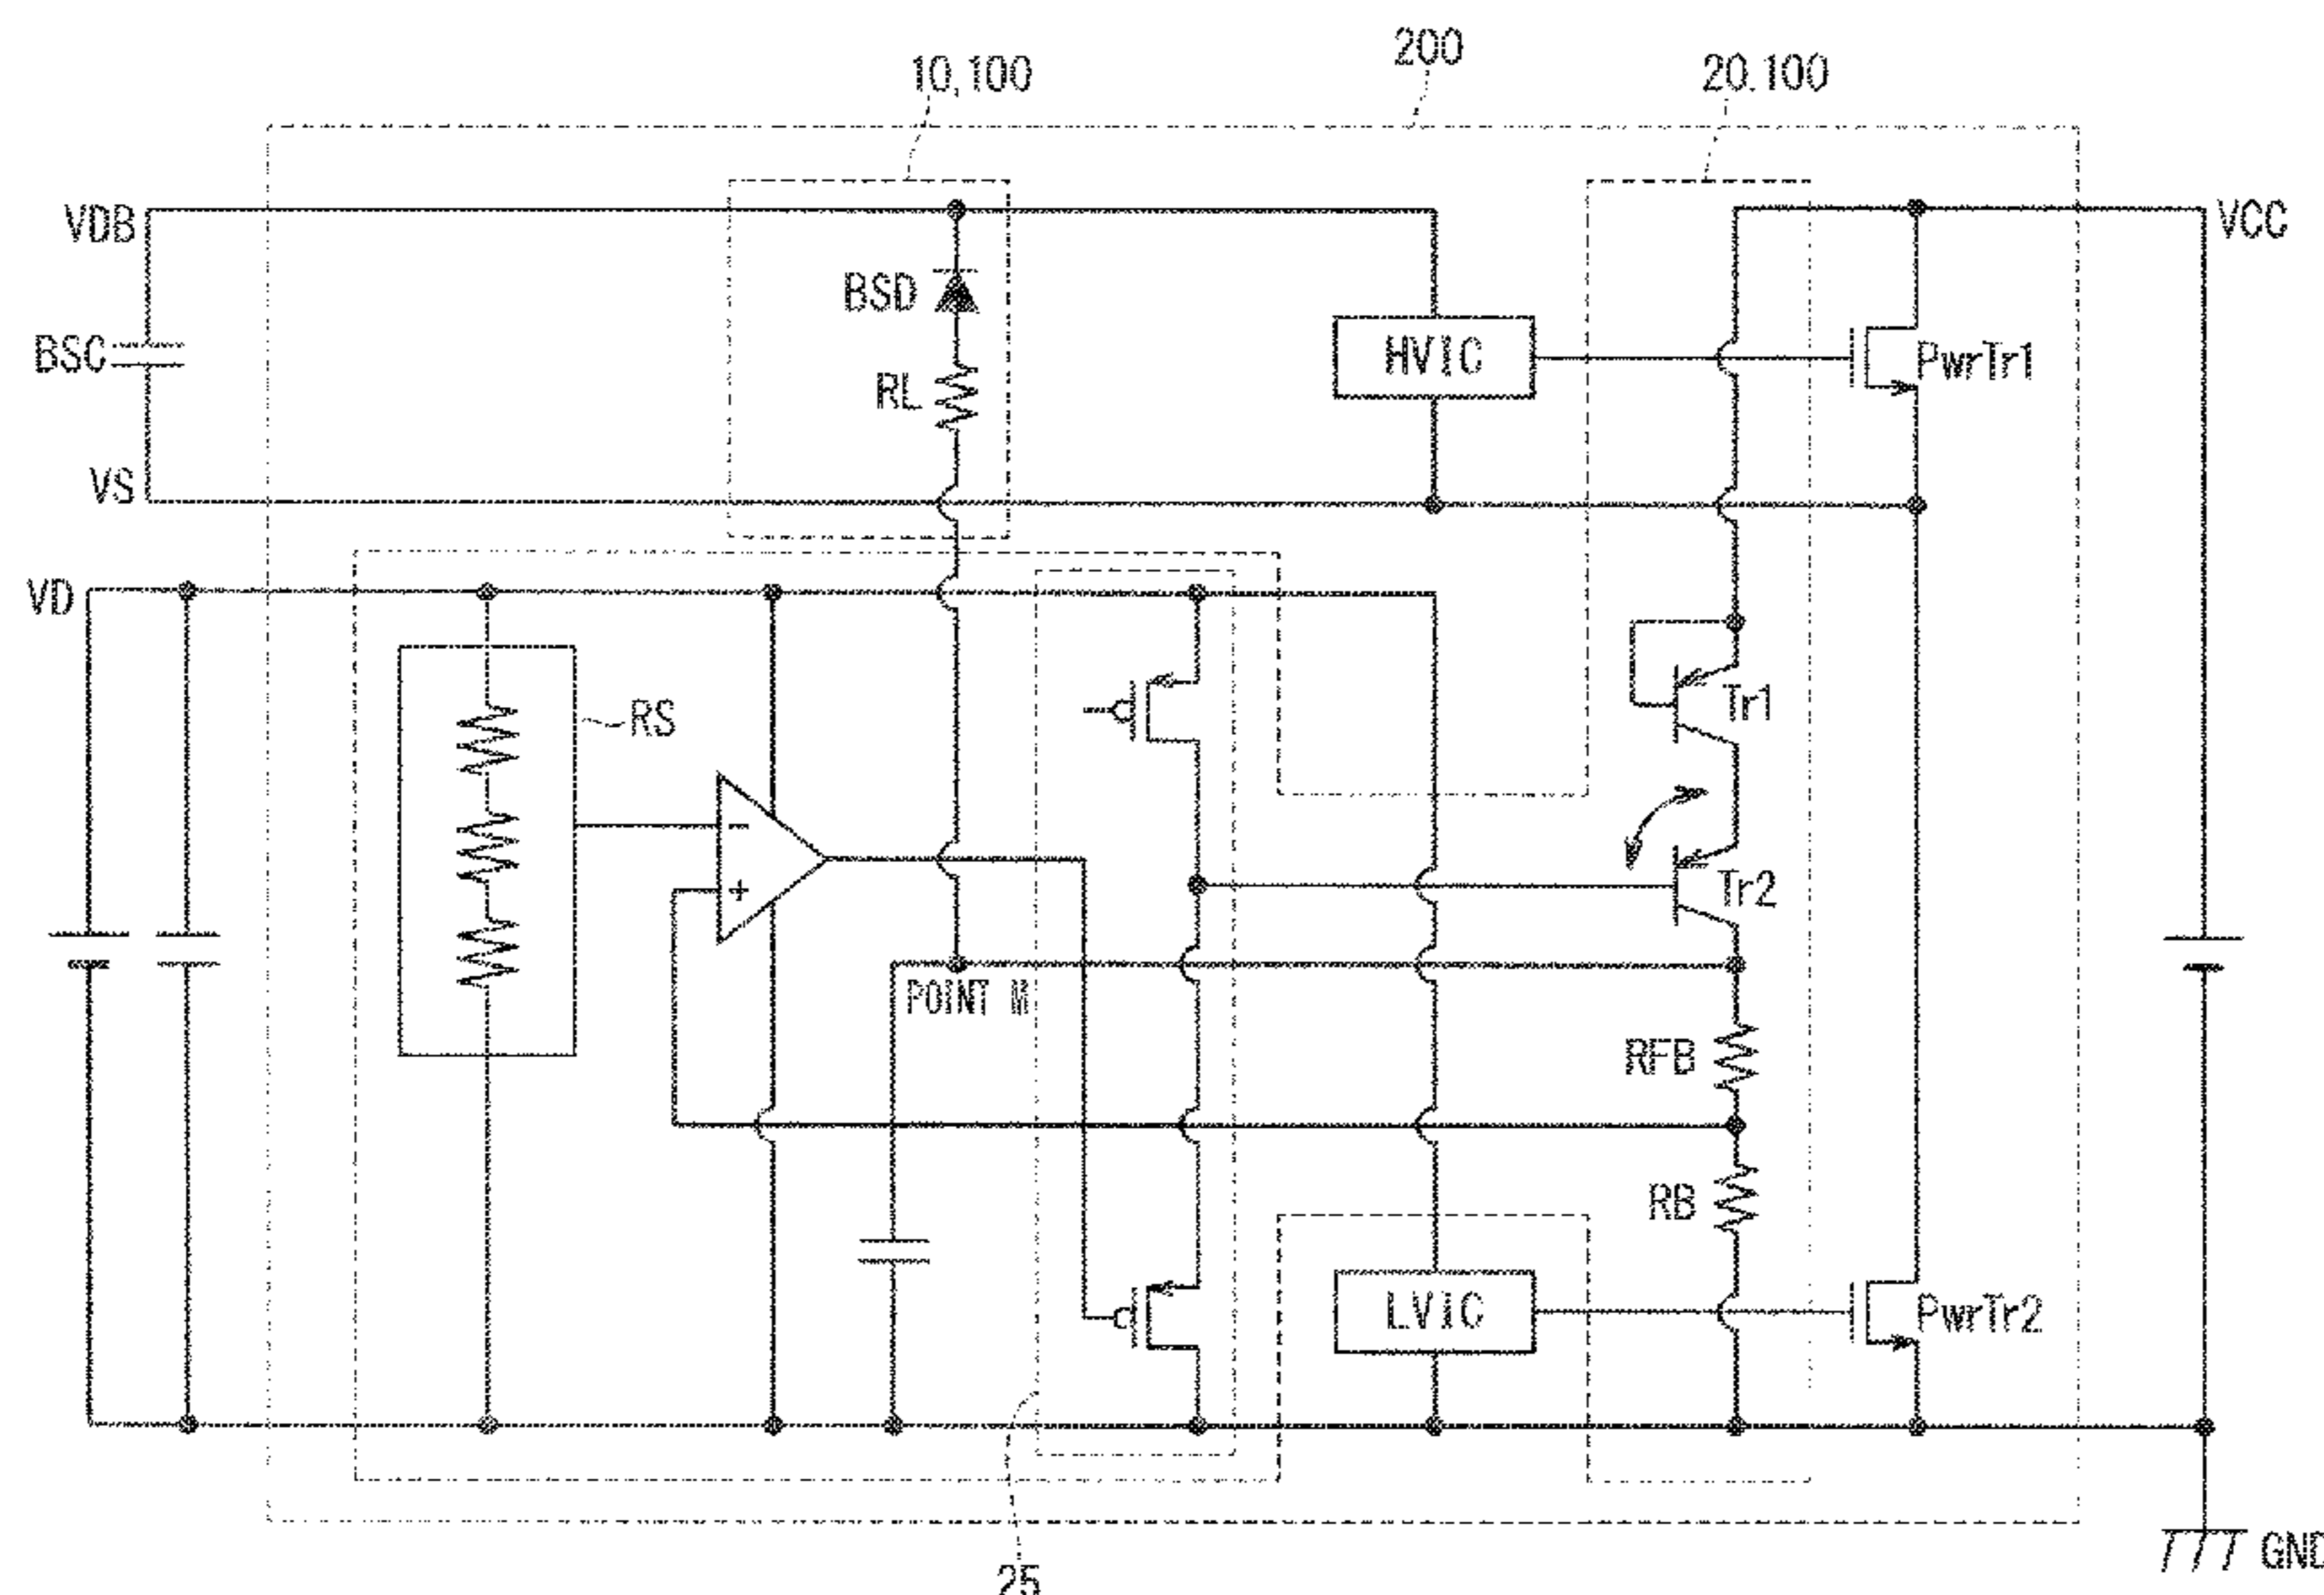 200
10,100
20.100
VDB
VCC
BSD
HVIC
BSC
PwrTr1
RL
VS
VD
RS
Tr1
-
+
Tr2
POINT M
RFB
RB
LVIC
PwrTr2
25
GND